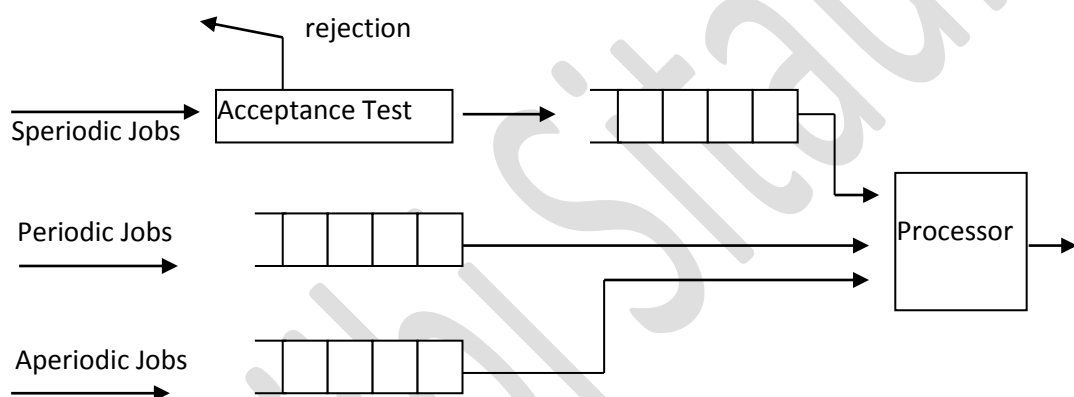 rejection
Acceptance Test
Speriodic Jobs
Periodic Jobs
Processor
Aperiodic Jobs